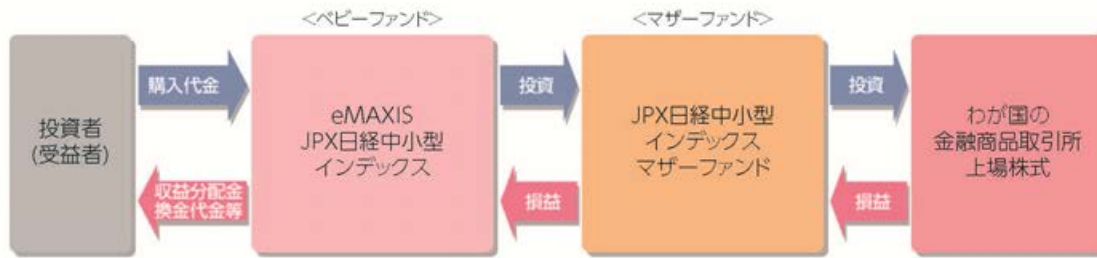 <ベビーファンド>
<マザーファンド>
投資者
(受益者)
購入代金
収益分配金
換金代金等
eMAXIS
JPX日経中小型
インデックス
投資
損益
JPX日経中小型
インデックス
マザーファンド
投資
損益
わが国の
金融商品取引所
上場株式